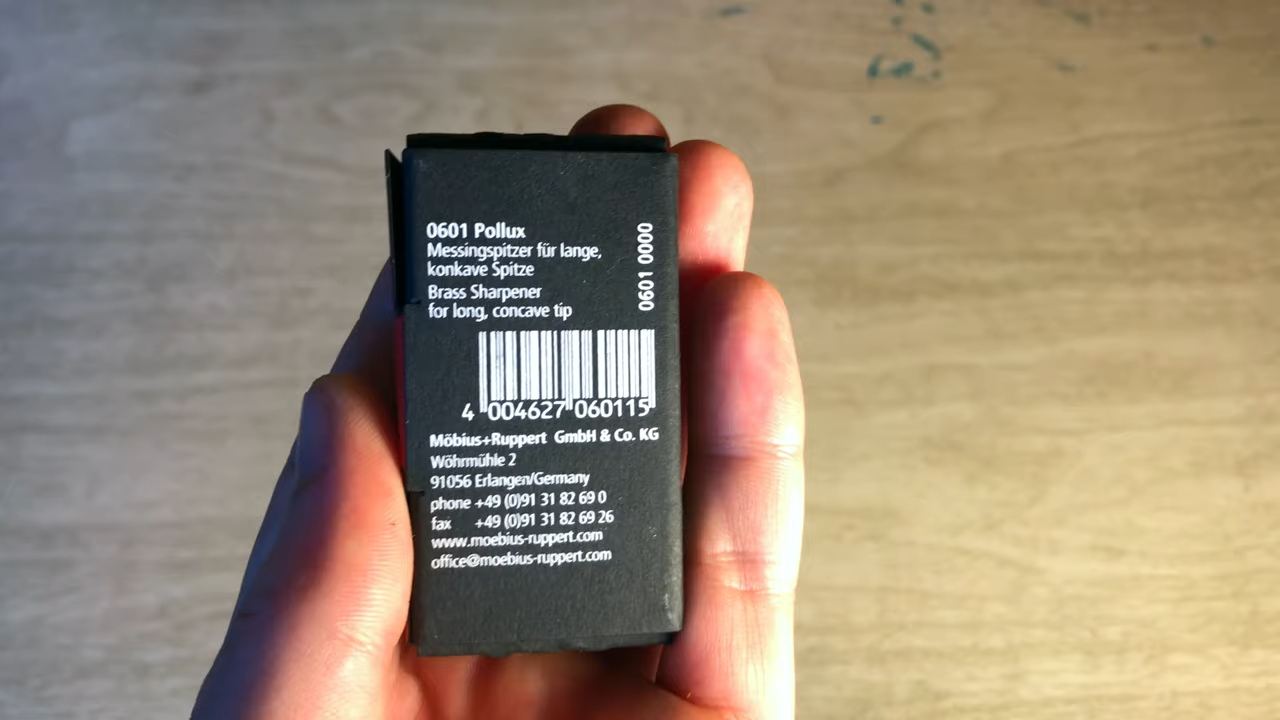 0601 Pollux
Messingspitzer für lange,
konkave Spitze
Brass Sharpener
for long, concave tip
0601 0000
4 004627 060115
Möbius+Ruppert GmbH & Co. KG
Wöhrmühle 2
91056 Erlangen/Germany
phone +49 (0)91 31 82 69 0
fax +49 (0)91 31 82 69 26
www.moebius-ruppert.com
office@moebius-ruppert.com